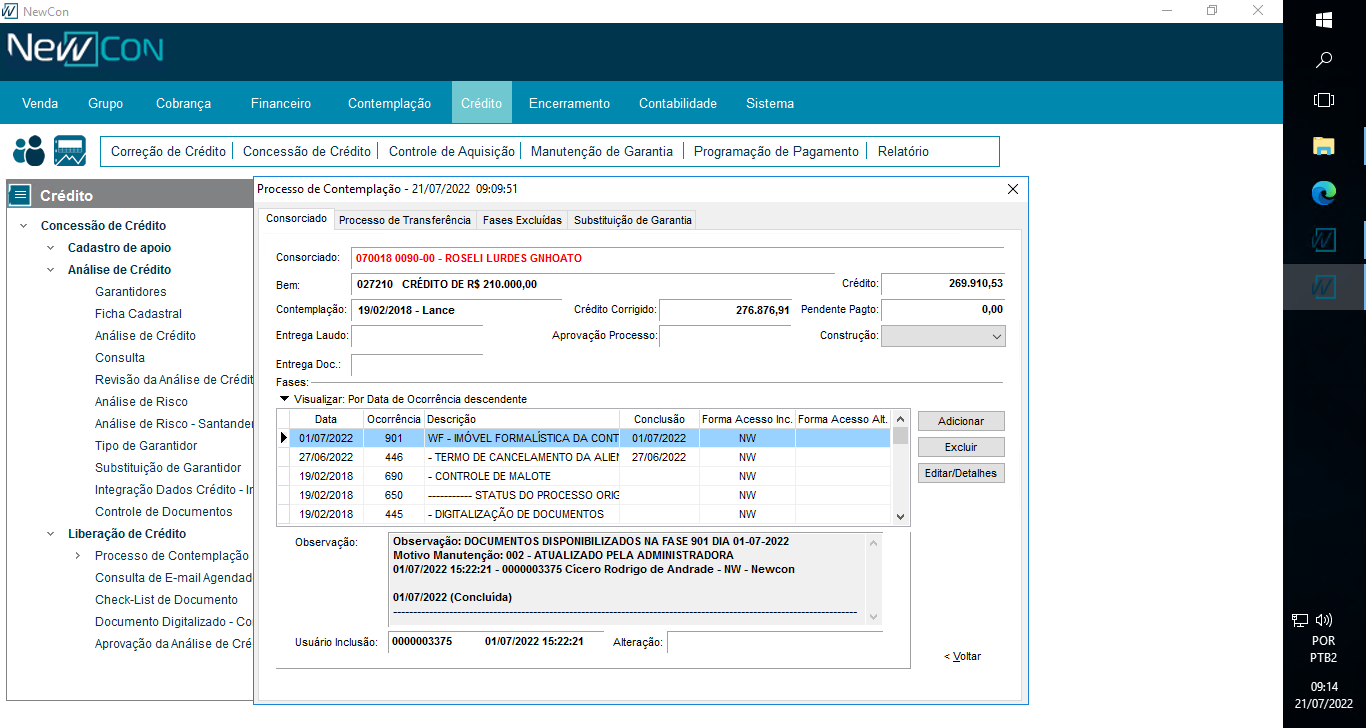 NewCon
NewCon
Venda Grupo Cobrança Financeiro Contemplação Crédito Encerramento Contabilidade Sistema
Correção de Crédito Concessão de Crédito Controle de Aquisição Manutenção de Garantia Programação de Pagamento Relatório
Crédito
Concessão de Crédito
Cadastro de apoio
Análise de Crédito
Garantidores
Ficha Cadastral
Análise de Crédito
Consulta
Revisão da Análise de Crédit
Análise de Risco
Análise de Risco - Santander
Tipo de Garantidor
Substituição de Garantidor
Integração Dados Crédito - Ir
Controle de Documentos
Liberação de Crédito
Processo de Contemplação
Consulta de E-mail Agendad
Check-List de Documento
Documento Digitalizado - Co
Aprovação da Análise de Cré
Processo de Contemplação - 21/07/2022 09:09:51
Consorciado Processo de Transferência Fases Excluídas Substituição de Garantia
Consorciado: 070018 0090-00 - ROSELI LURDES GNHOATO
Bem: 027210 CRÉDITO DE R$ 210.000,00 Crédito: 269.910,53
Contemplação: 19/02/2018 - Lance Crédito Corrigido: 276.876,91 Pendente Pagto: 0,00
Entrega Laudo: Aprovação Processo: Construção:
Entrega Doc.:
Fases:
Visualizar: Por Data de Ocorrência descendente
Data Ocorrência Descrição Conclusão Forma Acesso Inc. Forma Acesso Alt.
01/07/2022 901 WF - IMÓVEL FORMALÍSTICA DA CONT 01/07/2022 NW
27/06/2022 446 - TERMO DE CANCELAMENTO DA ALIEN 27/06/2022 NW
19/02/2018 690 - CONTROLE DE MALOTE NW
19/02/2018 650 ----------- STATUS DO PROCESSO ORIG NW
19/02/2018 445 - DIGITALIZAÇÃO DE DOCUMENTOS NW
Adicionar
Excluir
Editar/Detalhes
Observação: Observação: DOCUMENTOS DISPONIBILIZADOS NA FASE 901 DIA 01-07-2022
Motivo Manutenção: 002 - ATUALIZADO PELA ADMINISTRADORA
01/07/2022 15:22:21 - 0000003375 Cícero Rodrigo de Andrade - NW - Newcon
01/07/2022 (Concluída)
Usuário Inclusão: 0000003375 01/07/2022 15:22:21 Alteração:
< Voltar
POR
PTB2
09:14
21/07/2022